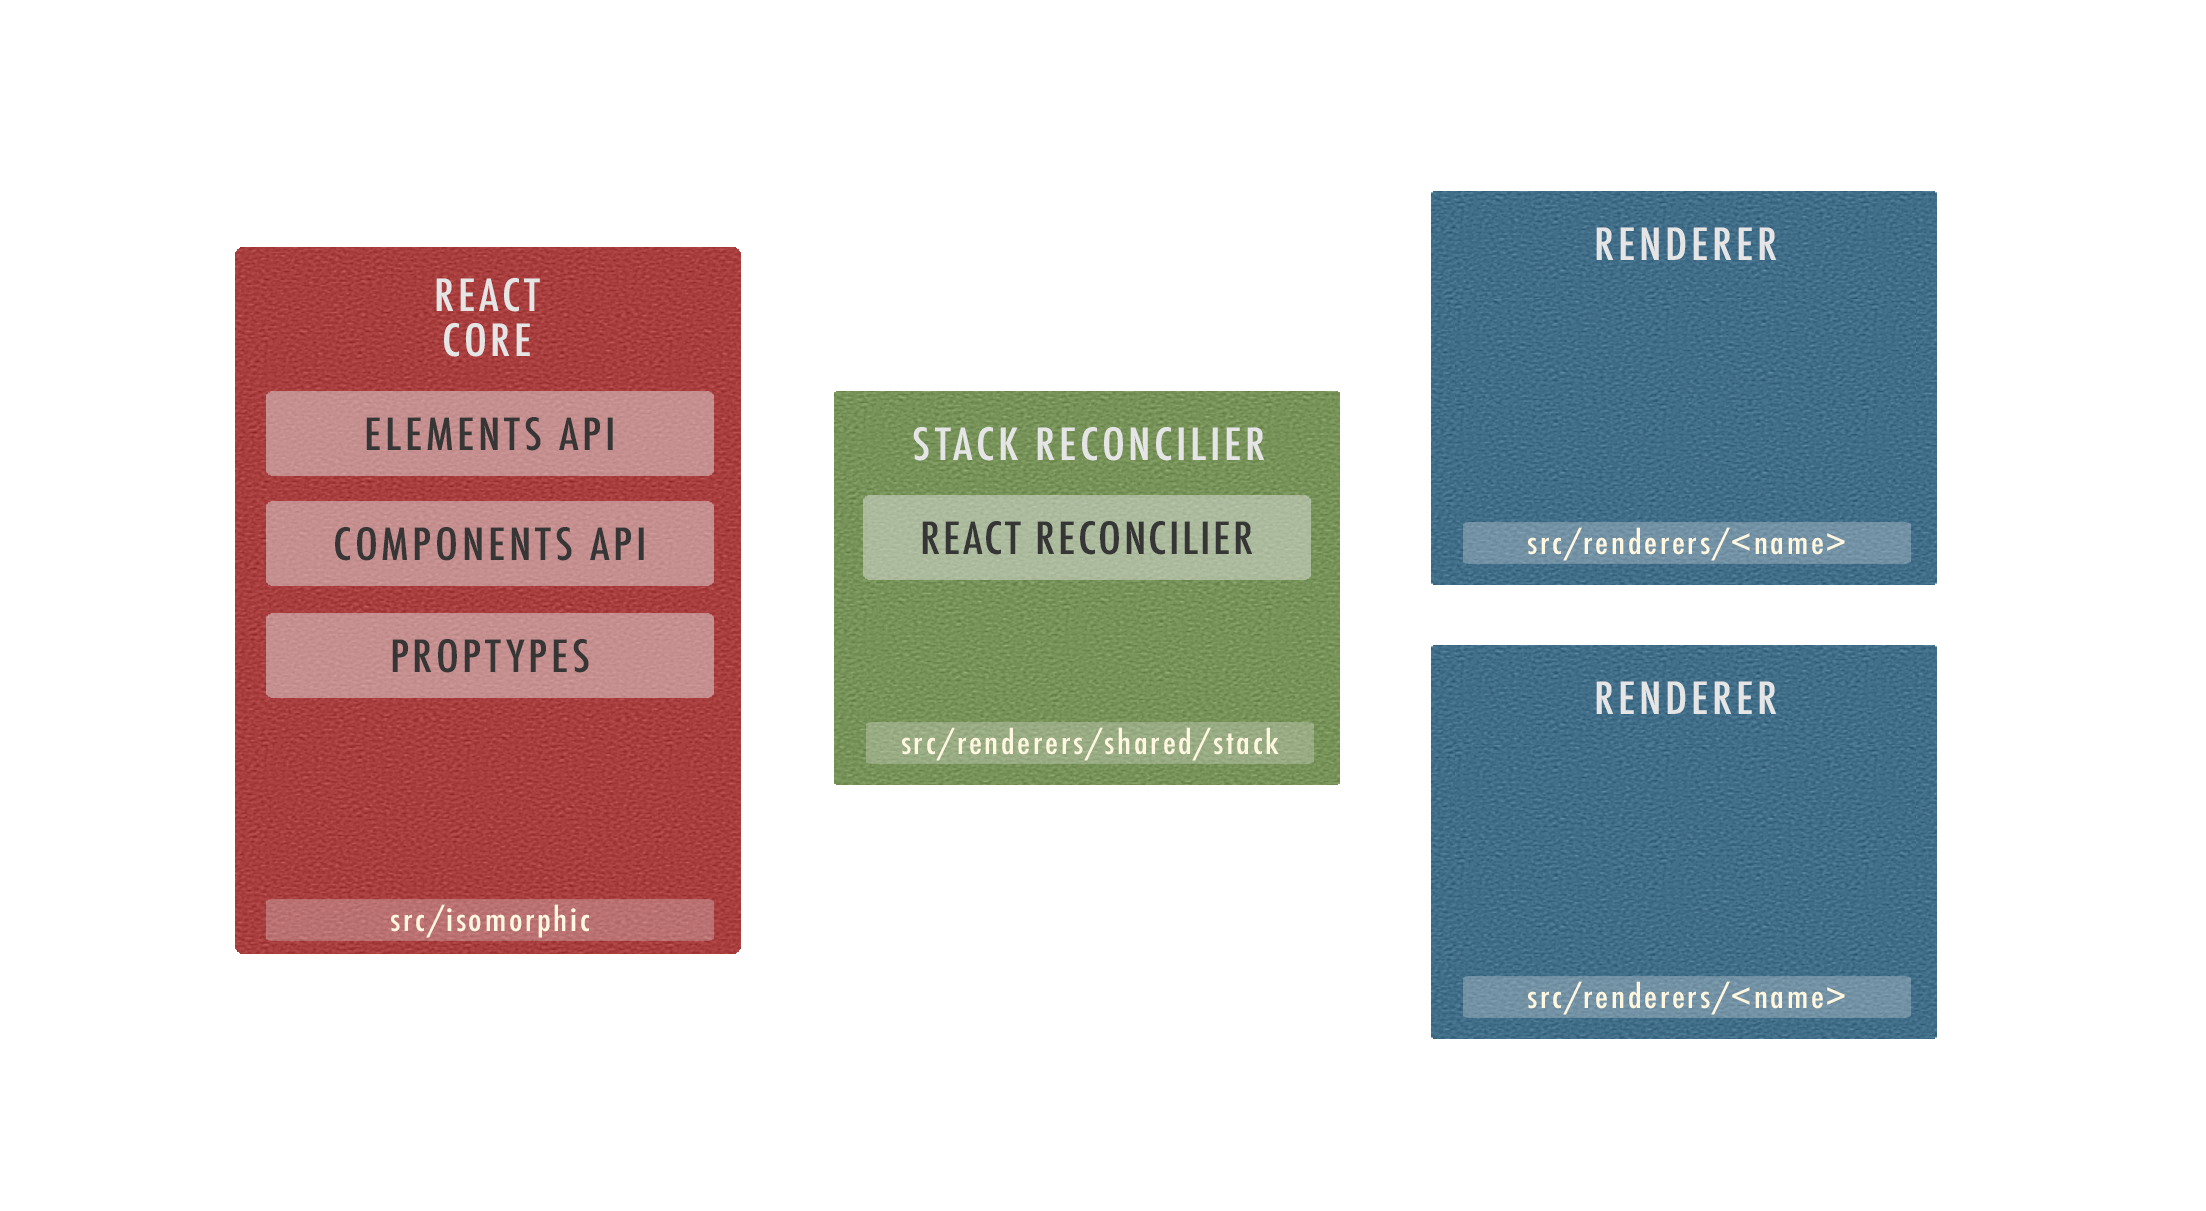 REACT
CORE
ELEMENTS API
COMPONENTS API
PROPTYPES
src/isomorphic
STACK RECONCILIER
REACT RECONCILIER
src/renderers/shared/stack
RENDERER
src/renderers/<name>
RENDERER
src/renderers/<name>